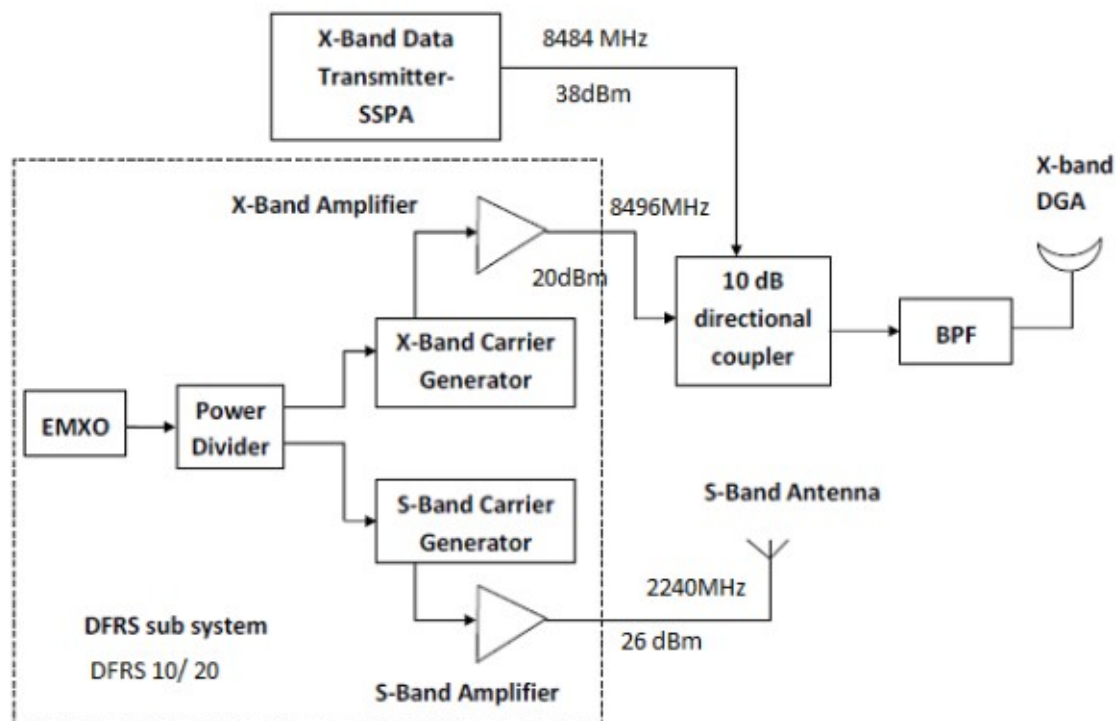 X-Band Data
Transmitter-
SSPA
8484 MHz
38dBm
X-band
DGA
X-Band Amplifier
8496MHz
20dBm
10 dB
directional
coupler
BPF
X-Band Carrier
Generator
EMXO
Power
Divider
S-Band Carrier
Generator
S-Band Antenna
2240MHz
26 dBm
DFRS sub system
DFRS 10/ 20
S-Band Amplifier